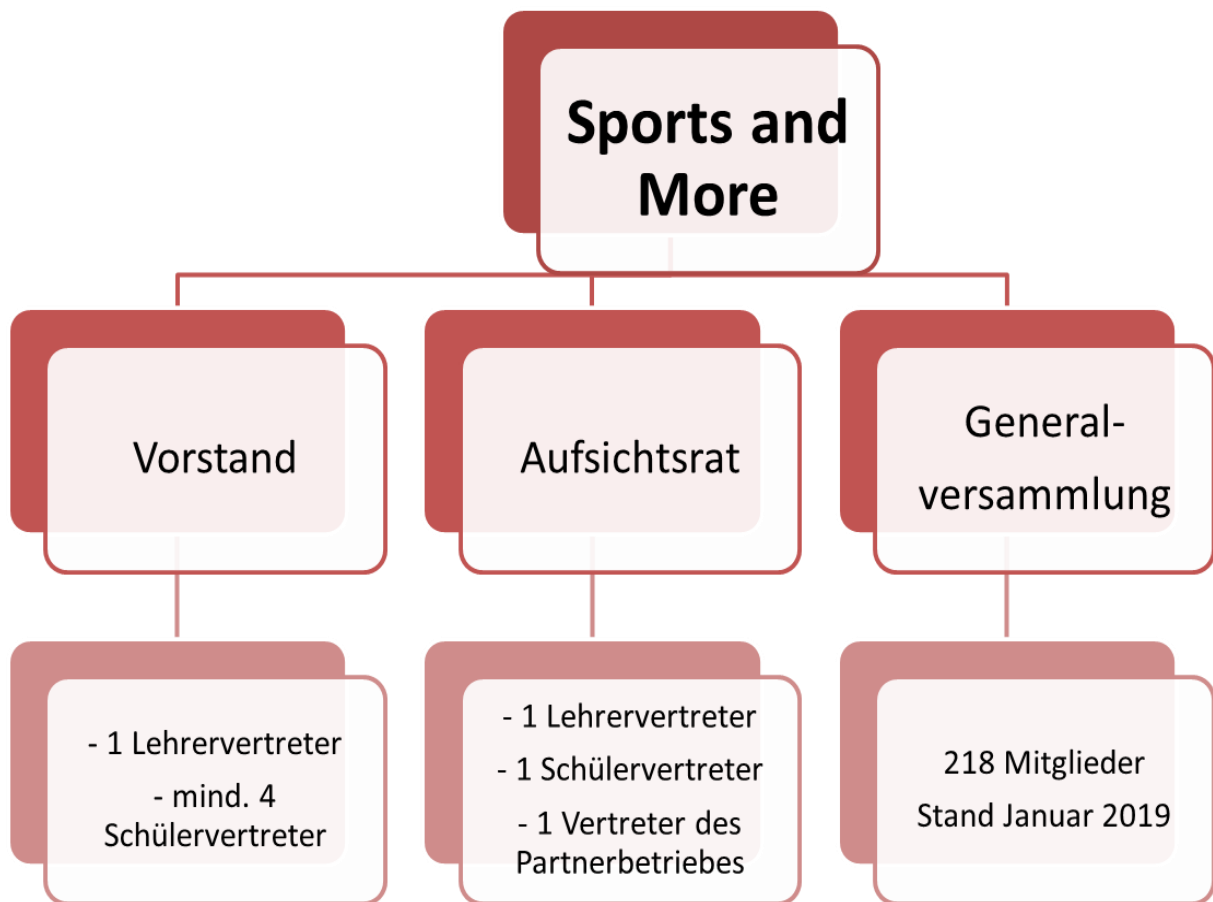 Sports and
More
Vorstand
Aufsichtsrat
General-
versammlung
- 1 Lehrervertreter
- mind. 4
Schülervertreter
- 1 Lehrervertreter
- 1 Schülervertreter
- 1 Vertreter des
Partnerbetriebes
218 Mitglieder
Stand Januar 2019